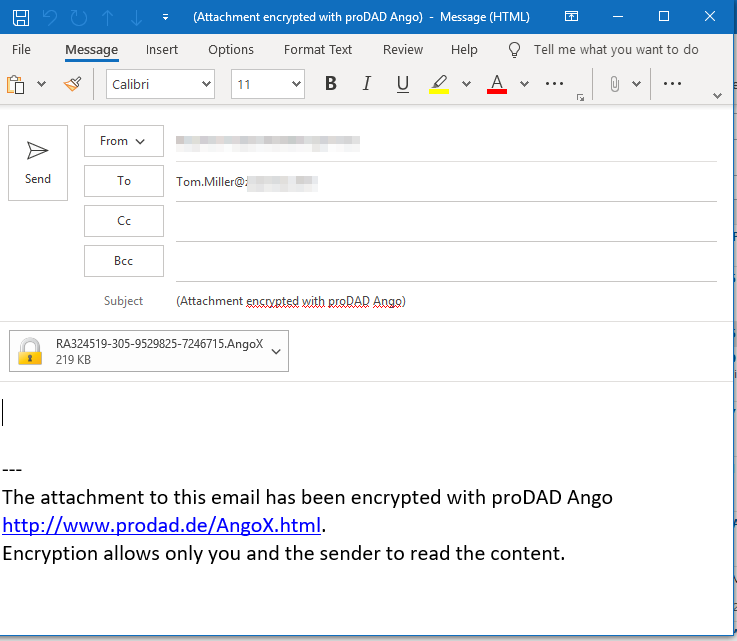 (Attachment encrypted with proDAD Ango) - Message (HTML)
File Message Insert Options Format Text Review Help Tell me what you want to do
Calibri 11 B I U A
Send
From
To Tom.Miller@
Cc
Bcc
Subject (Attachment encrypted with proDAD Ango)
RA324519-305-9529825-7246715.AngoX
219 KB
---
The attachment to this email has been encrypted with proDAD Ango
http://www.prodad.de/AngoX.html.
Encryption allows only you and the sender to read the content.